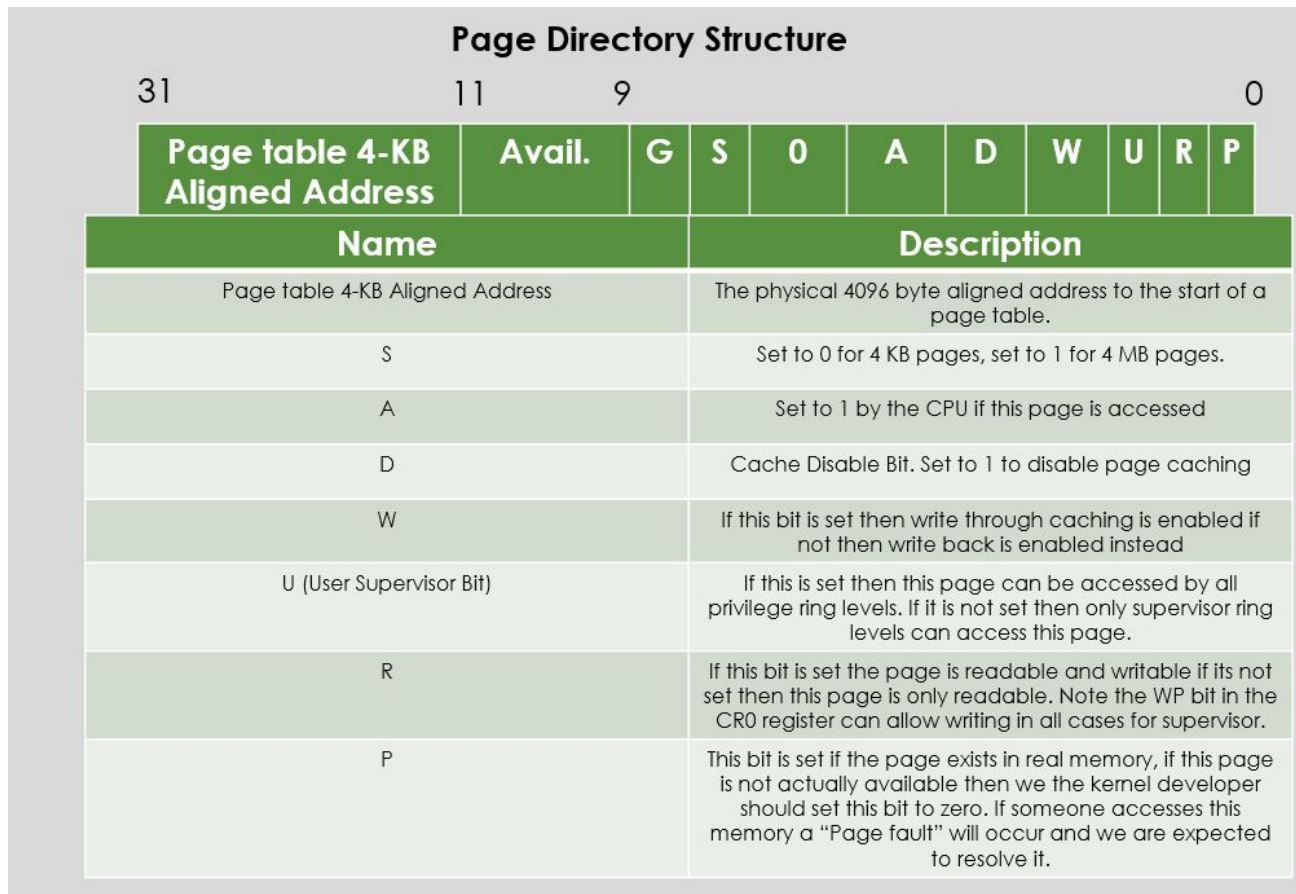 Page Directory Structure
31 11 9 0
Page table 4-KB Aligned Address Avail. G S 0 A D W U R P
Name Description
Page table 4-KB Aligned Address
The physical 4096 byte aligned address to the start of a
page table.
S
Set to 0 for 4 KB pages, set to 1 for 4 MB pages.
A
Set to 1 by the CPU if this page is accessed
D
Cache Disable Bit. Set to 1 to disable page caching
W
If this bit is set then write through caching is enabled if
not then write back is enabled instead
U (User Supervisor Bit)
If this is set then this page can be accessed by all
privilege ring levels. If it is not set then only supervisor ring
levels can access this page.
R
If this bit is set the page is readable and writable if its not
set then this page is only readable. Note the WP bit in the
CR0 register can allow writing in all cases for supervisor.
P
This bit is set if the page exists in real memory, if this page
is not actually available then we the kernel developer
should set this bit to zero. If someone accesses this
memory a “Page fault” will occur and we are expected
to resolve it.